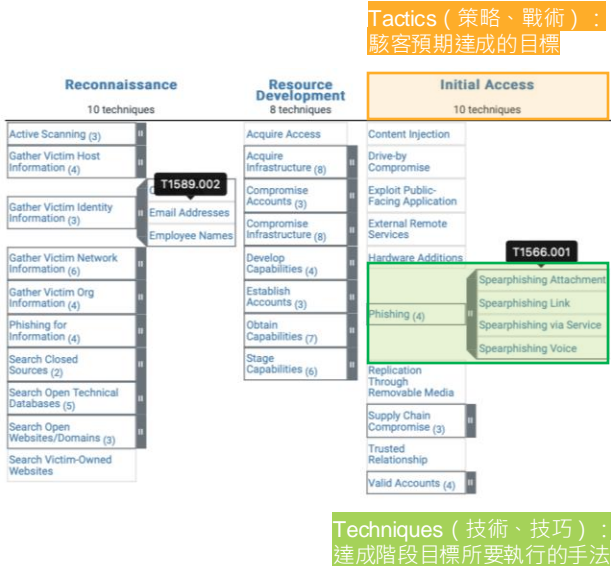 Tactics（策略、戰術）：
駭客預期達成的目標
Reconnaissance
10 techniques
Active Scanning (3)
Gather Victim Host
Information (4)
Gather Victim Identity
Information (3)
T1589.002
Email Addresses
Employee Names
Gather Victim Network
Information (6)
Gather Victim Org
Information (4)
Phishing for
Information (4)
Search Closed
Sources (2)
Search Open Technical
Databases (5)
Search Open
Websites/Domains (3)
Search Victim-Owned
Websites
Resource
Development
8 techniques
Acquire Access
Acquire
Infrastructure (8)
Compromise
Accounts (3)
Compromise
Infrastructure (8)
Develop
Capabilities (4)
Establish
Accounts (3)
Obtain
Capabilities (7)
Stage
Capabilities (6)
Initial Access
10 techniques
Content Injection
Drive-by
Compromise
Exploit Public-
Facing Application
External Remote
Services
Hardware Additions
T1566.001
Phishing (4)
Spearphishing Attachment
Spearphishing Link
Spearphishing via Service
Spearphishing Voice
Replication
Through
Removable Media
Supply Chain
Compromise (3)
Trusted
Relationship
Valid Accounts (4)
Techniques（技術、技巧）：
達成階段目標所要執行的手法